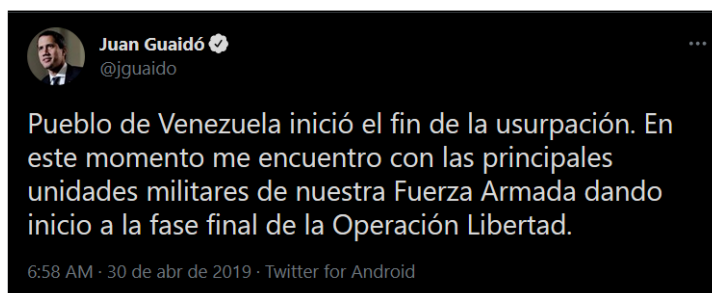 Juan Guaidó
@jguaido
Pueblo de Venezuela inició el fin de la usurpación. En
este momento me encuentro con las principales
unidades militares de nuestra Fuerza Armada dando
inicio a la fase final de la Operación Libertad.
6:58 AM · 30 de abr de 2019 · Twitter for Android